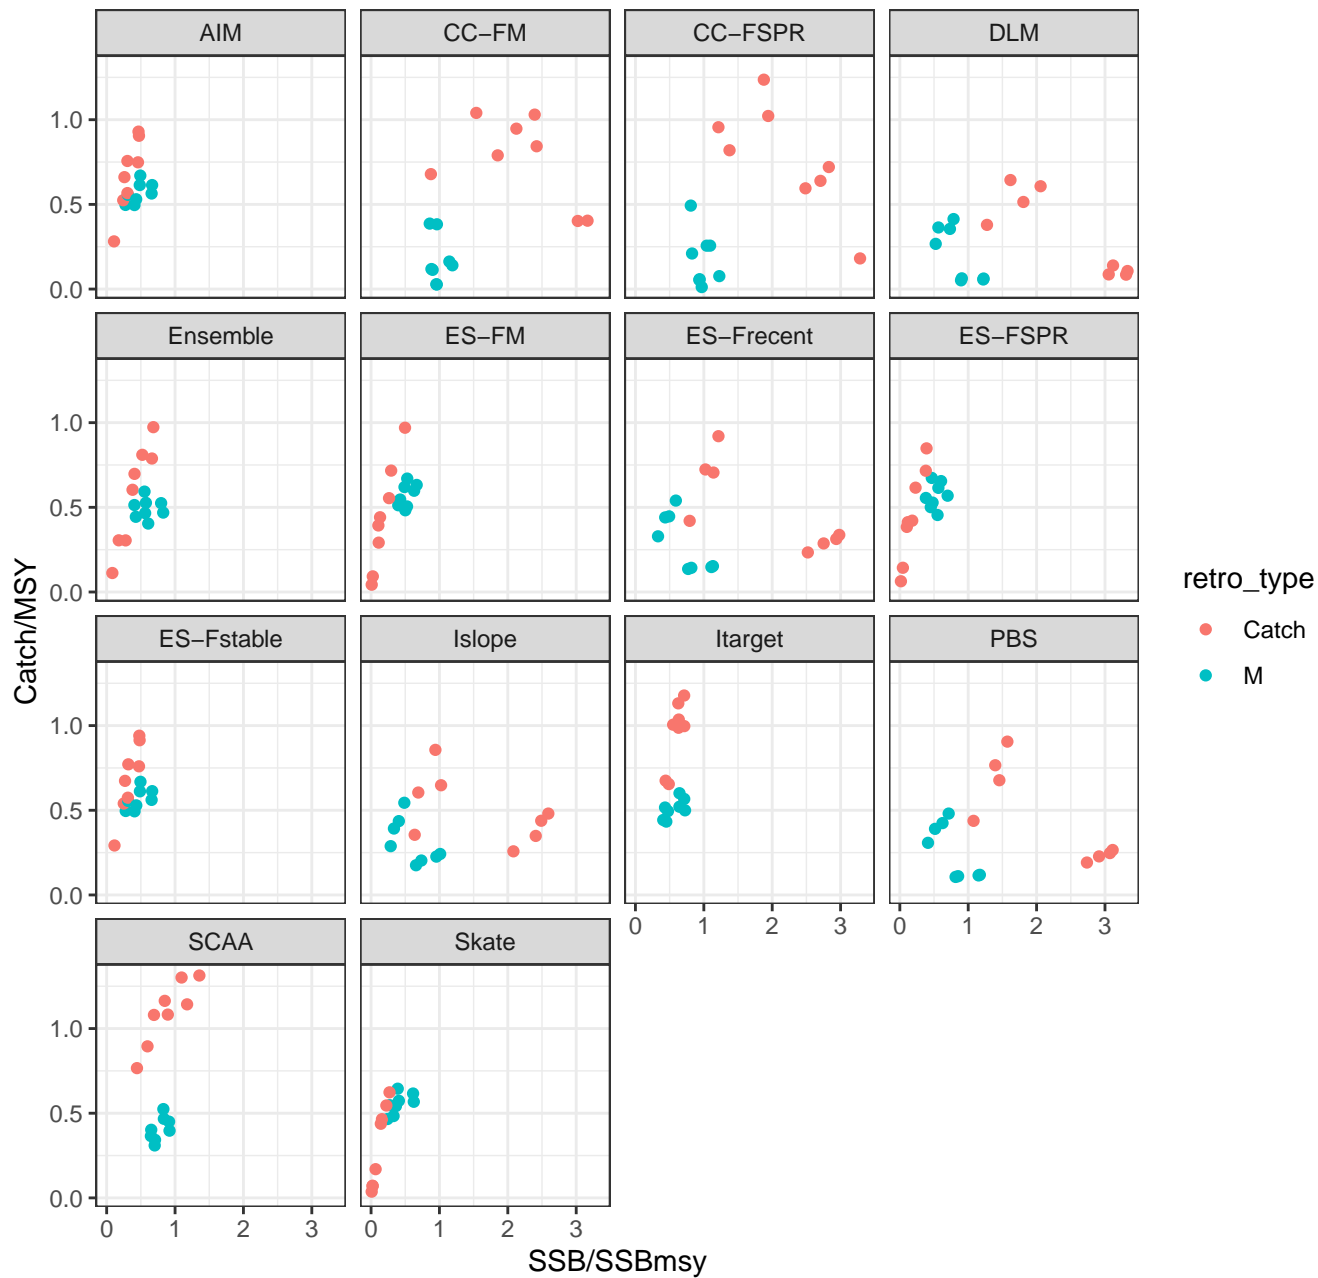 AIM
CC−FM
CC−FSPR
DLM
1.0
0.5
0.0
Ensemble
ES−FM
ES−Frecent
ES−FSPR
1.0
0.5
0.0
ES−Fstable
Islope
Itarget
PBS
1.0
0.5
0.0
0 1 2 3
0 1 2 3
SCAA
Skate
1.0
0.5
0.0
0 1 2 3
0 1 2 3
SSB/SSBmsy
Catch/MSY
retro_type
Catch
M